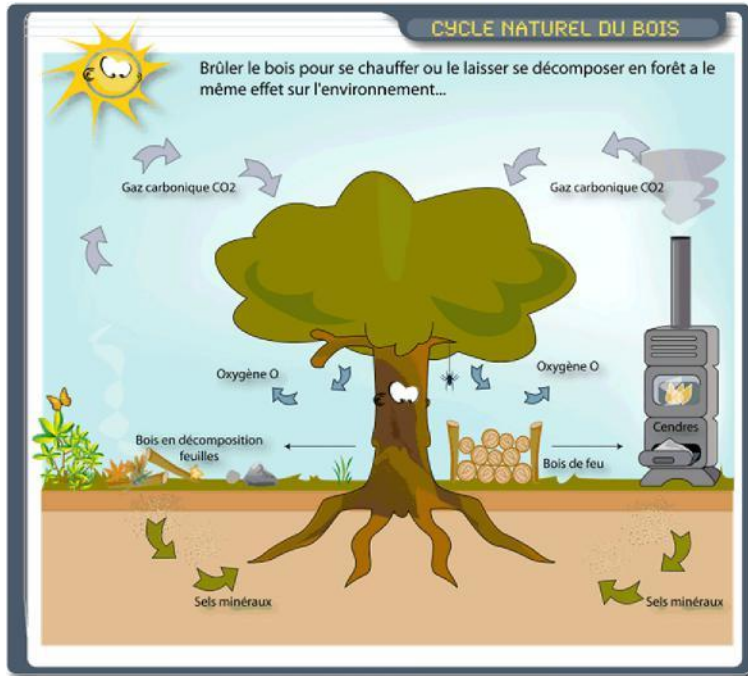 CYCLE NATUREL DU BOIS
Brûler le bois pour se chauffer ou le laisser se décomposer en forêt a le
même effet sur l'environnement...
Gaz carbonique CO2
Gaz carbonique CO2
Oxygène O
Oxygène O
Cendres
Bois en décomposition
feuilles
Bois de feu
Sels minéraux
Sels minéraux